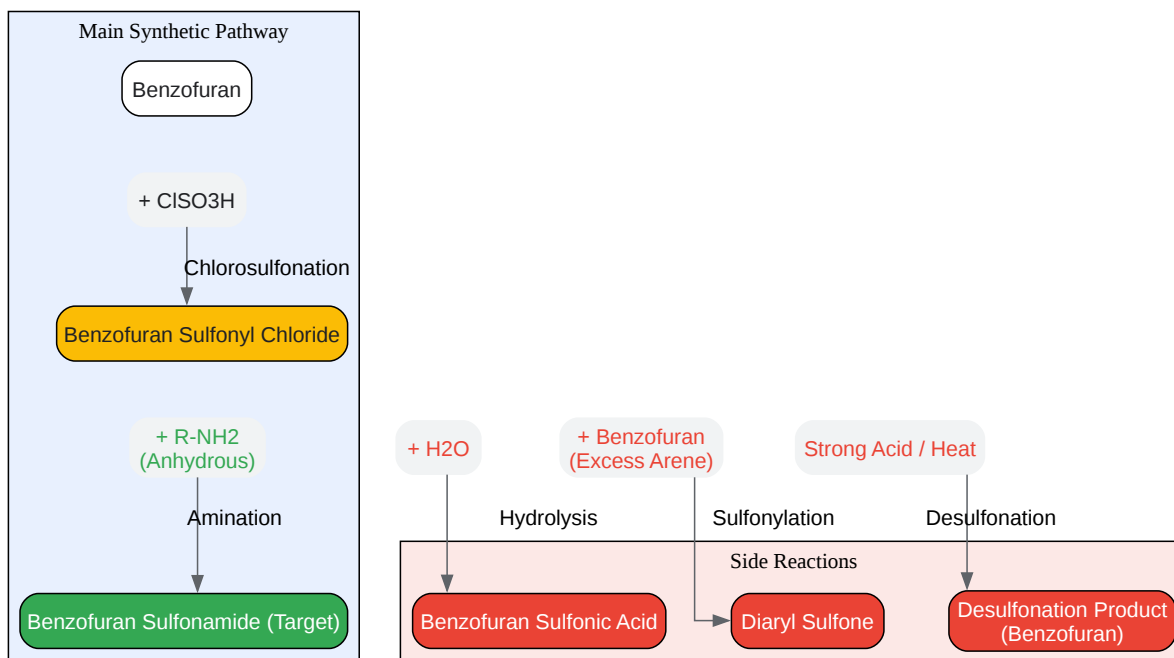 Main Synthetic Pathway
Benzofuran
+ ClSO3H
Chlorosulfonation
Benzofuran Sulfonyl Chloride
+ R-NH2
(Anhydrous)
Amination
Benzofuran Sulfonamide (Target)
+ H2O
Hydrolysis
+ Benzofuran
(Excess Arene)
Sulfonylation
Strong Acid / Heat
Desulfonation
Side Reactions
Benzofuran Sulfonic Acid
Diaryl Sulfone
Desulfonation Product
(Benzofuran)